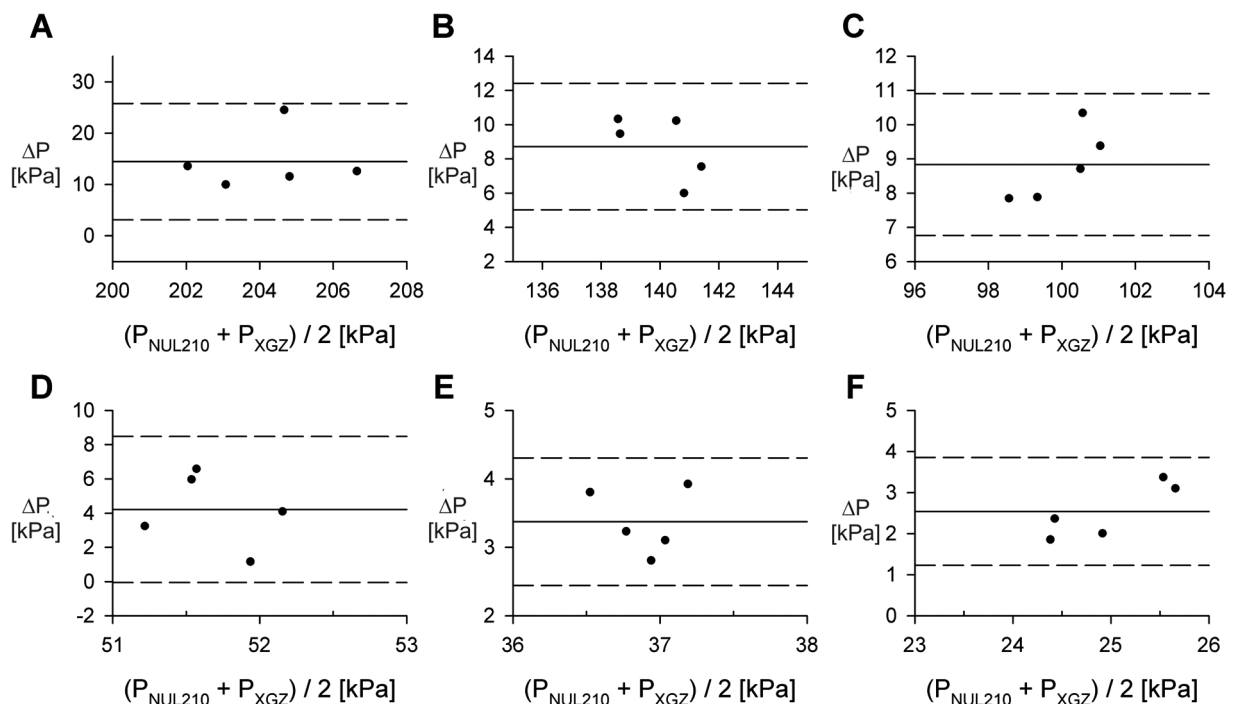 A
30
20
10
0
ΔP
[kPa]
200 202 204 206 208
(P_NUL210 + P_XGZ) / 2 [kPa]
B
14
12
10
8
6
4
2
ΔP
[kPa]
136 138 140 142 144
(P_NUL210 + P_XGZ) / 2 [kPa]
C
12
11
10
9
8
7
6
ΔP
[kPa]
96 98 100 102 104
(P_NUL210 + P_XGZ) / 2 [kPa]
D
10
8
6
4
2
0
-2
ΔP
[kPa]
51 52 53
(P_NUL210 + P_XGZ) / 2 [kPa]
E
5
4
3
2
ΔP
[kPa]
36 37 38
(P_NUL210 + P_XGZ) / 2 [kPa]
F
5
4
3
2
1
0
ΔP
[kPa]
23 24 25 26
(P_NUL210 + P_XGZ) / 2 [kPa]